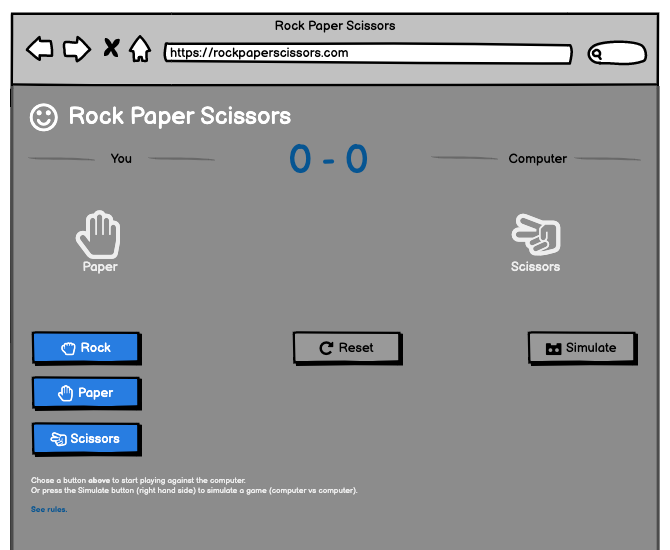 Rock Paper Scissors
https://rockpaperscissors.com
Rock Paper Scissors
You
0 - 0
Computer
Paper
Scissors
Rock
Reset
Simulate
Paper
Scissors
Chose a button above to start playing against the computer.
Or press the Simulate button (right hand side) to simulate a game (computer vs computer).
See rules.